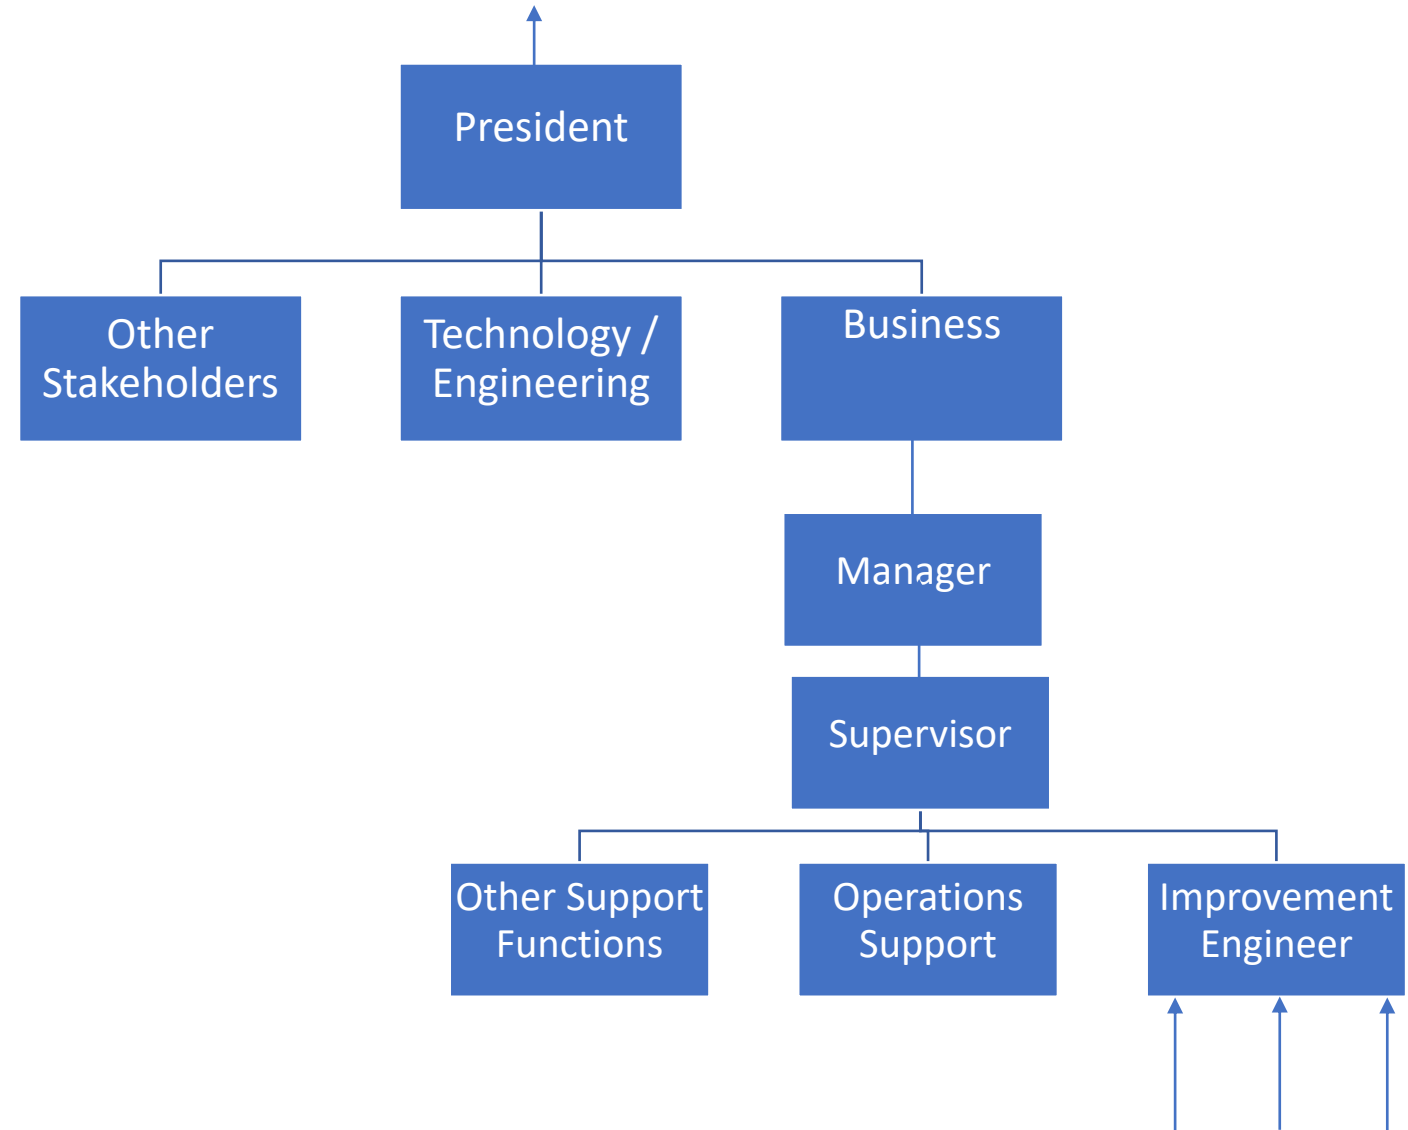 President
Other
Stakeholders
Technology /
Engineering
Business
Manager
Supervisor
Other Support
Functions
Operations
Support
Improvement
Engineer